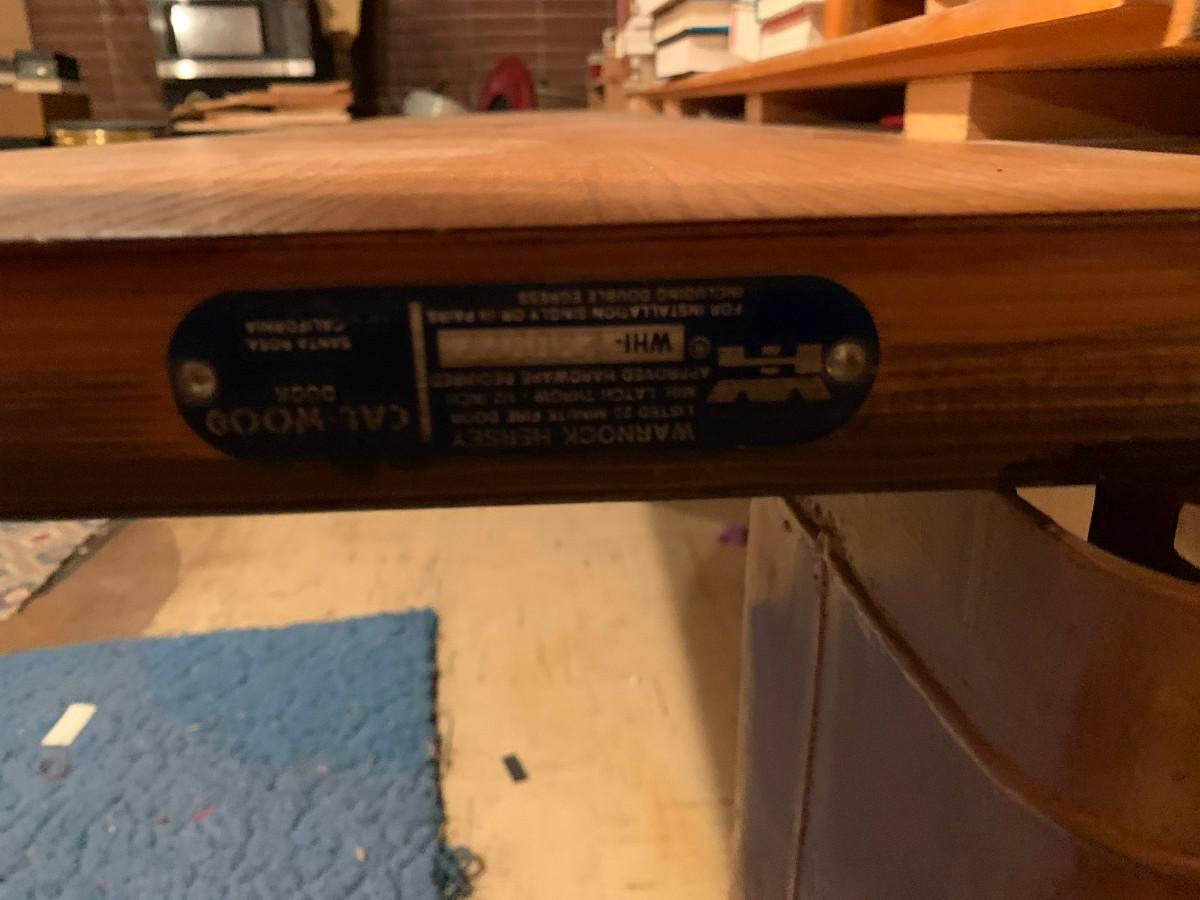 WARNOCK HERSEY
LISTED 20 MINUTE FIRE DOOR
MIN. LATCH THROW - 1/2 INCH
APPROVED HARDWARE REQUIRED
WHI-
FOR INSTALLATION SINGLY OR IN PAIRS
INCLUDING DOUBLE EGRESS
CAL-WOOD
DOOR
SANTA ROSA,
CALIFORNIA